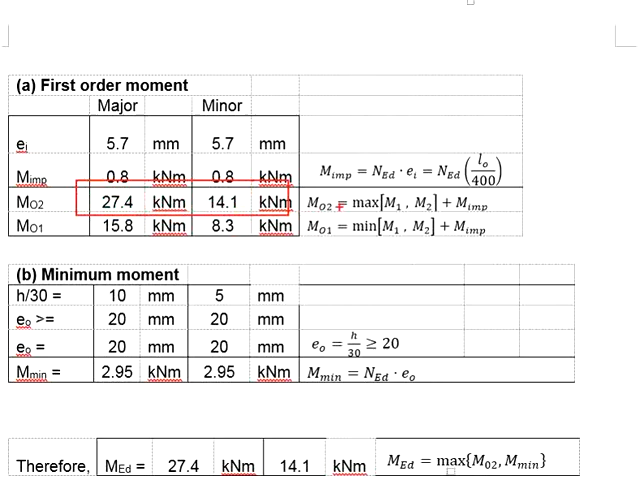 (a) First order moment
Major Minor
ei 5.7 mm 5.7 mm
Mimp 0.8 kNm 0.8 kNm Mimp = NEd · ei = NEd (lo/400)
MO2 27.4 kNm 14.1 kNm MO2 = max[M1 , M2] + Mimp
MO1 15.8 kNm 8.3 kNm MO1 = min[M1 , M2] + Mimp
(b) Minimum moment
h/30 = 10 mm 5 mm
eo >= 20 mm 20 mm
eo = 20 mm 20 mm eo = h/30 ≥ 20
Mmin = 2.95 kNm 2.95 kNm Mmin = NEd · eo
Therefore, MEd = 27.4 kNm 14.1 kNm MEd = max{MO2, Mmin}